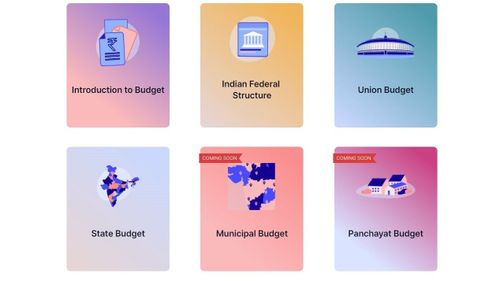 Introduction to Budget
Indian Federal
Structure
Union Budget
COMING SOON
COMING SOON
State Budget
Municipal Budget
Panchayat Budget